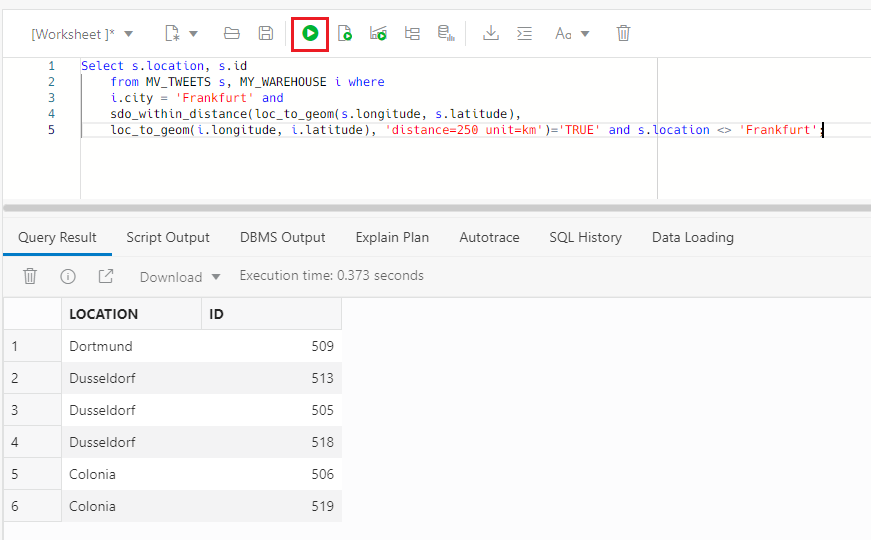 [Worksheet ]* Aa
1 Select s.location, s.id
2 from MV_TWEETS s, MY_WAREHOUSE i where
3 i.city = 'Frankfurt' and
4 sdo_within_distance(loc_to_geom(s.longitude, s.latitude),
5 loc_to_geom(i.longitude, i.latitude), 'distance=250 unit=km')='TRUE' and s.location <> 'Frankfurt';
Query Result Script Output DBMS Output Explain Plan Autotrace SQL History Data Loading
Download Execution time: 0.373 seconds
LOCATION ID
1 Dortmund 509
2 Dusseldorf 513
3 Dusseldorf 505
4 Dusseldorf 518
5 Colonia 506
6 Colonia 519